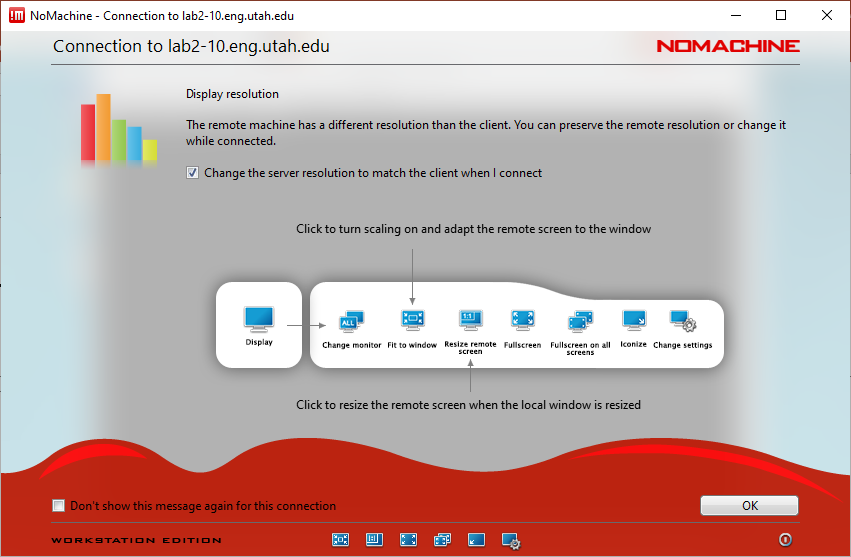 NoMachine - Connection to lab2-10.eng.utah.edu
Connection to lab2-10.eng.utah.edu
NOMACHINE
Display resolution
The remote machine has a different resolution than the client. You can preserve the remote resolution or change it
while connected.
Change the server resolution to match the client when I connect
Click to turn scaling on and adapt the remote screen to the window
ALL
1:1
Display
Change monitor
Fit to window
Resize remote
screen
Fullscreen
Fullscreen on all
screens
Iconize
Change settings
Click to resize the remote screen when the local window is resized
Don't show this message again for this connection
OK
WORKSTATION EDITION